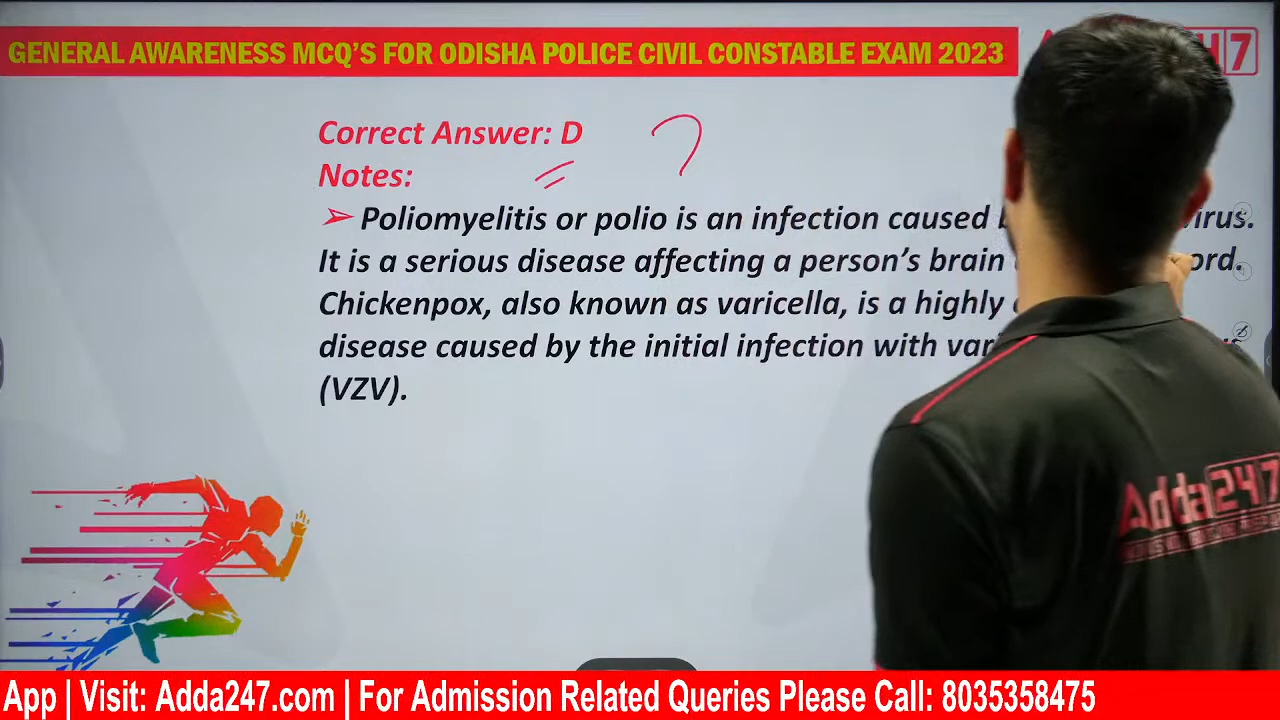 GENERAL AWARENESS MCQ'S FOR ODISHA POLICE CIVIL CONSTABLE EXAM 2023
7
Correct Answer: D
Notes:
➢ Poliomyelitis or polio is an infection caused
It is a serious disease affecting a person's brain
Chickenpox, also known as varicella, is a highly
disease caused by the initial infection with
(VZV).
Adda247
App | Visit: Adda247.com | For Admission Related Queries Please Call: 8035358475